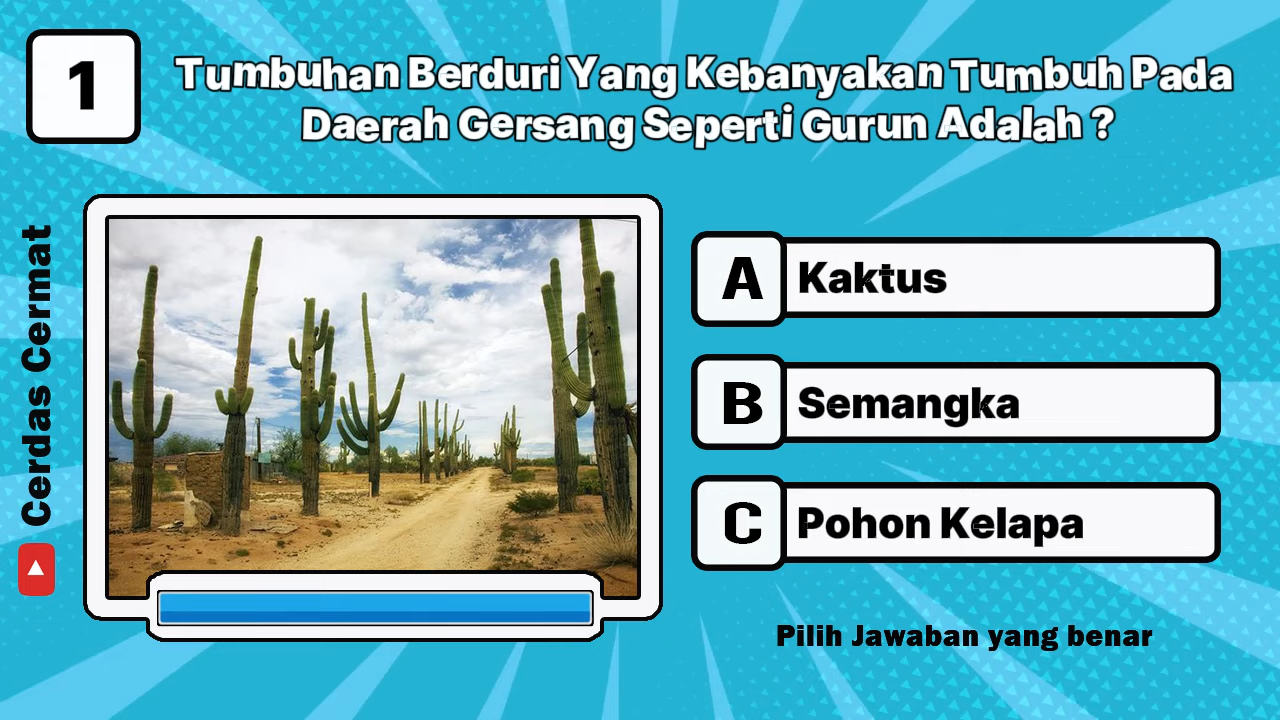 1
Tumbuhan Berduri Yang Kebanyakan Tumbuh Pada
Daerah Gersang Seperti Gurun Adalah ?
Cerdas Cermat
A Kaktus
B Semangka
C Pohon Kelapa
Pilih Jawaban yang benar